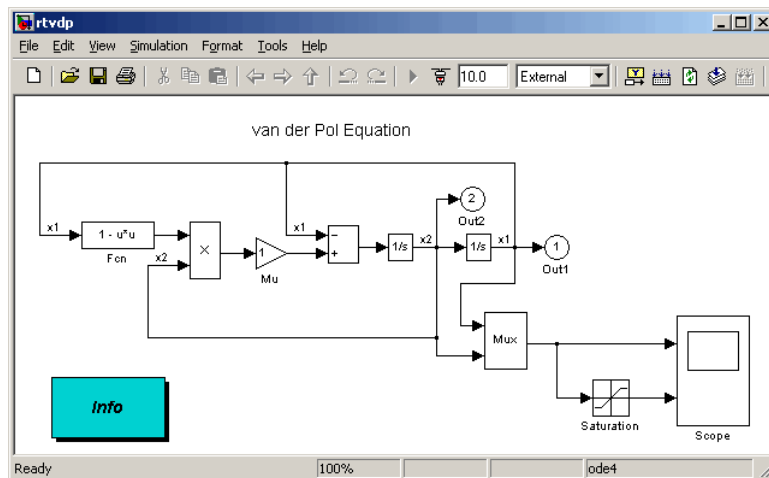 rtvdp
File Edit View Simulation Format Tools Help
10.0 External
van der Pol Equation
x1
1 - u*u
Fcn
x2
×
1
Mu
x1
−
+
1/s
x2
1/s
x1
2
Out2
1
Out1
Mux
Saturation
Scope
Info
Ready 100% ode4